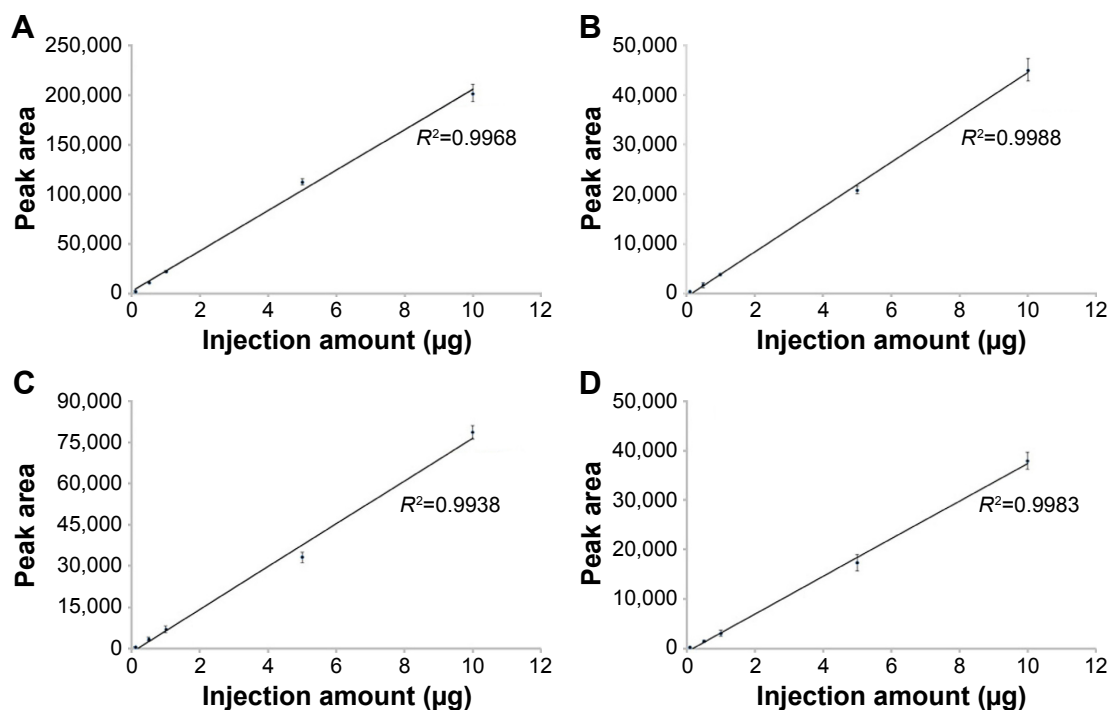 A
250,000
200,000
150,000
100,000
50,000
0
Peak area
R²=0.9968
0 2 4 6 8 10 12
Injection amount (µg)
B
50,000
40,000
30,000
20,000
10,000
0
Peak area
R²=0.9988
0 2 4 6 8 10 12
Injection amount (µg)
C
90,000
75,000
60,000
45,000
30,000
15,000
0
Peak area
R²=0.9938
0 2 4 6 8 10 12
Injection amount (µg)
D
50,000
40,000
30,000
20,000
10,000
0
Peak area
R²=0.9983
0 2 4 6 8 10 12
Injection amount (µg)